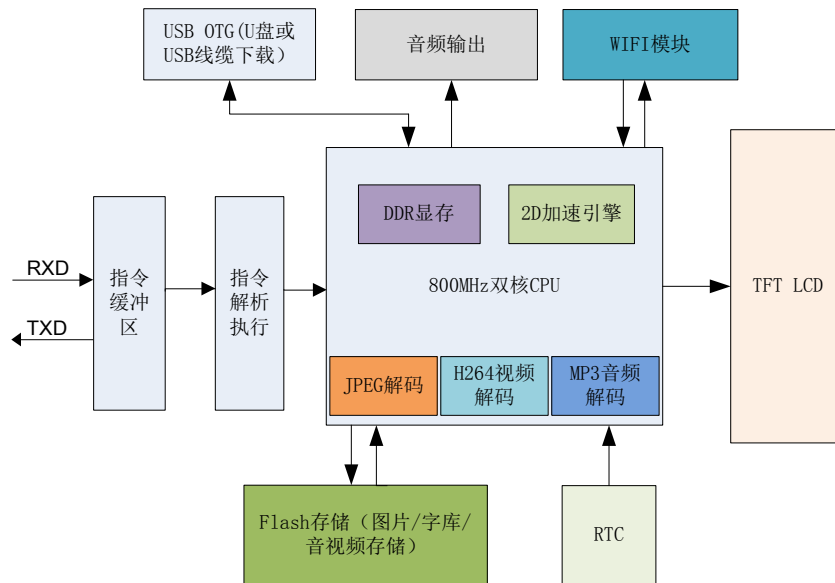 USB OTG(U盘或
USB线缆下载）
音频输出
WIFI模块
DDR显存
2D加速引擎
RXD
TXD
指令
缓冲
区
指令
解析
执行
800MHz双核CPU
TFT LCD
JPEG解码
H264视频
解码
MP3音频
解码
Flash存储（图片/字库/
音视频存储）
RTC